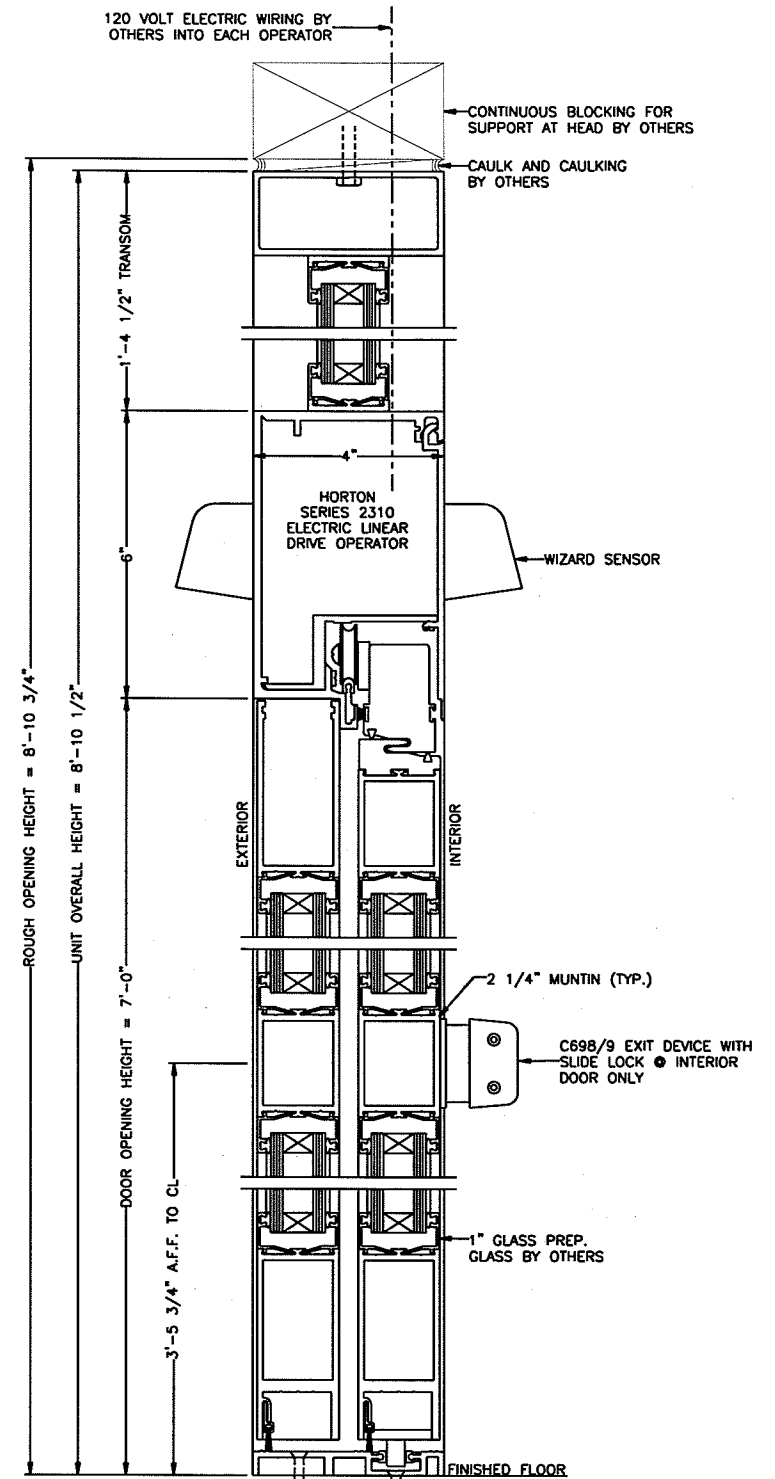 120 VOLT ELECTRIC WIRING BY
OTHERS INTO EACH OPERATOR
CONTINUOUS BLOCKING FOR
SUPPORT AT HEAD BY OTHERS
CAULK AND CAULKING
BY OTHERS
1'-4 1/2" TRANSOM
4"
HORTON
SERIES 2310
ELECTRIC LINEAR
DRIVE OPERATOR
WIZARD SENSOR
6"
ROUGH OPENING HEIGHT = 8'-10 3/4"
UNIT OVERALL HEIGHT = 8'-10 1/2"
DOOR OPENING HEIGHT = 7'-0"
EXTERIOR
INTERIOR
2 1/4" MUNTIN (TYP.)
C698/9 EXIT DEVICE WITH
SLIDE LOCK @ INTERIOR
DOOR ONLY
3'-5 3/4" A.F.F. TO CL
1" GLASS PREP.
GLASS BY OTHERS
FINISHED FLOOR